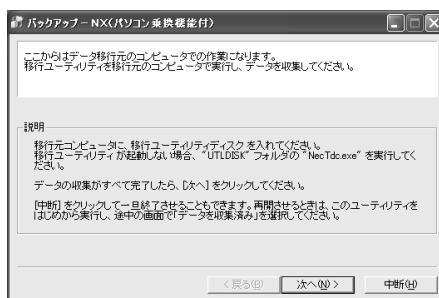 バックアップ-NX(パソコン乗換機能付)
ここからはデータ移行元のコンピュータでの作業になります。
移行ユーティリティを移行元のコンピュータで実行し、データを収集してください。
説明
移行元コンピュータに、移行ユーティリティディスクを入れてください。
移行ユーティリティが起動しない場合、"UTLDISK"フォルダの"NecTdc.exe"を実行してく
ださい。
データの収集がすべて完了したら、[次へ]をクリックしてください。
[中断]をクリックして一旦終了させることもできます。再開させるときは、このユーティリティを
はじめから実行し、途中の画面で「データを収集済み」を選択してください。
< 戻る(B) 次へ(N) > 中断(H)